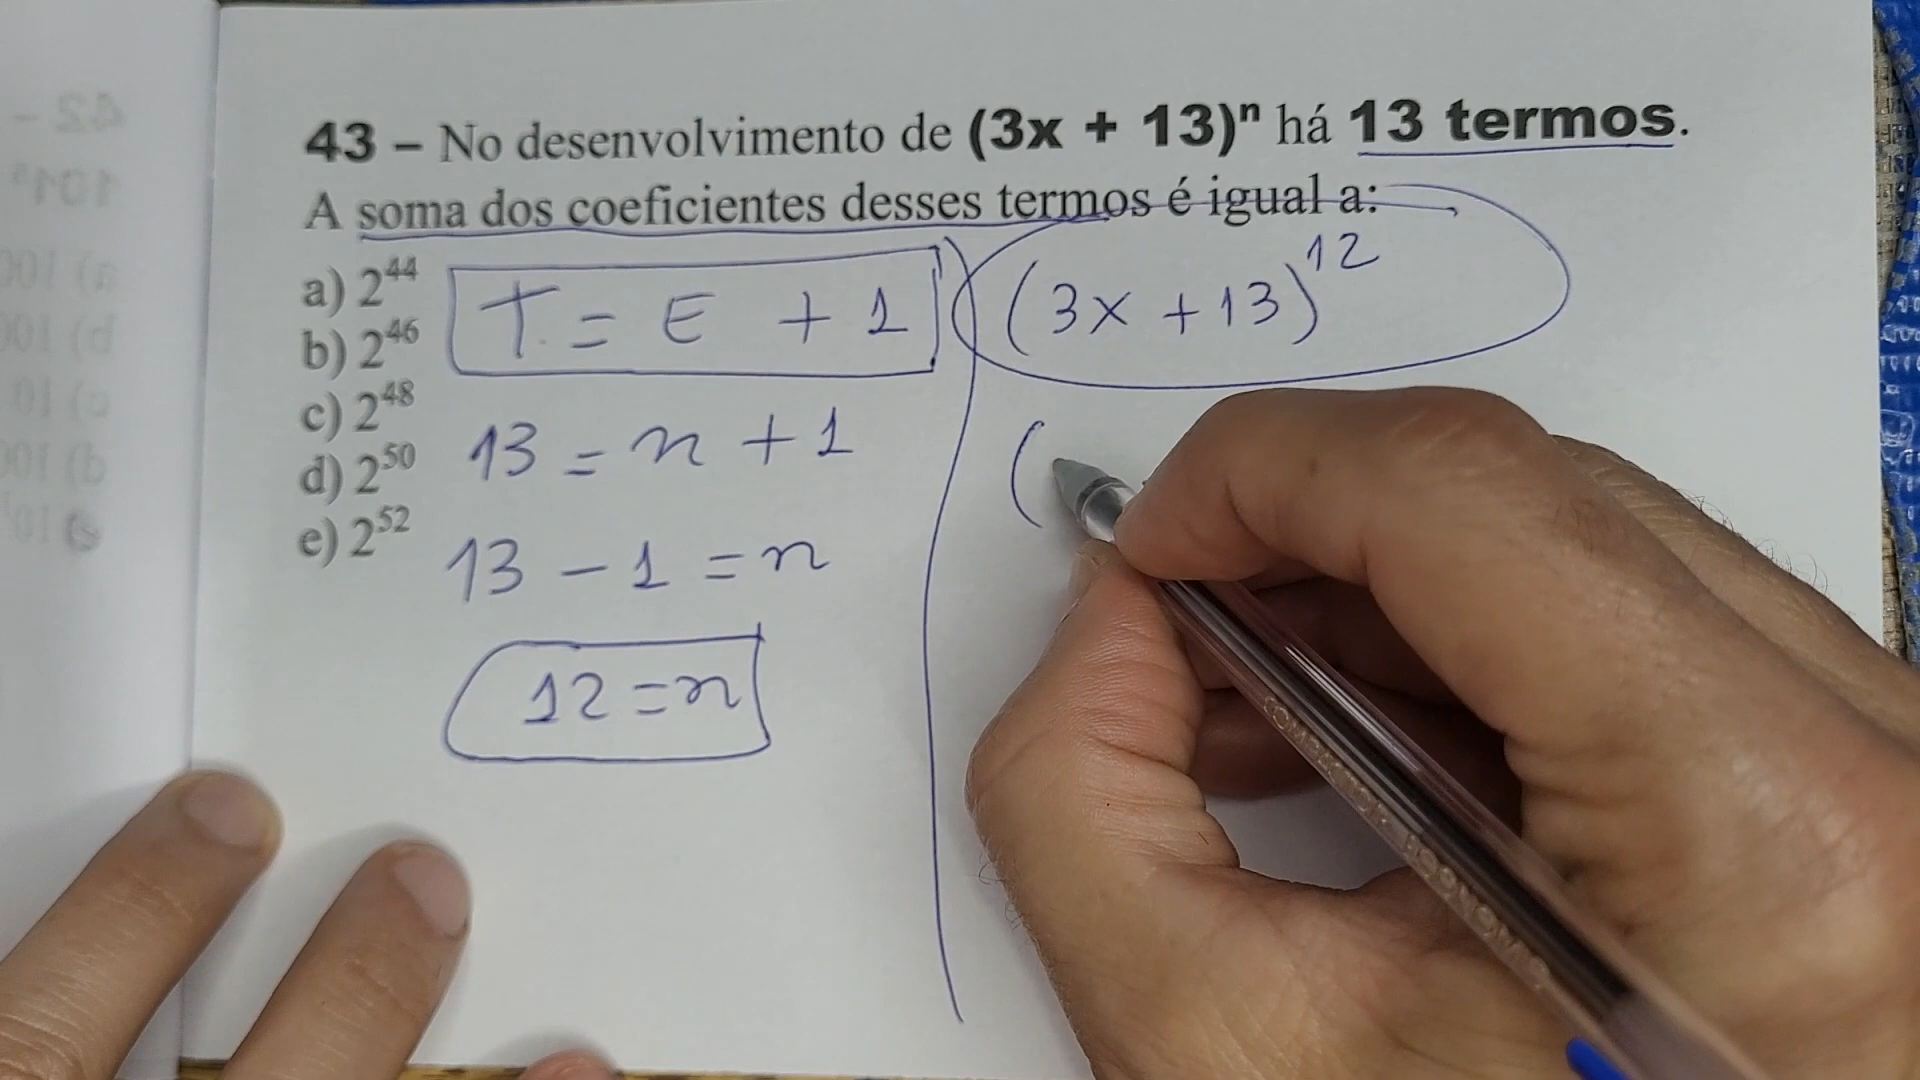 43 – No desenvolvimento de (3x + 13)ⁿ há 13 termos.
A soma dos coeficientes desses termos é igual a:
a) 2⁴⁴
b) 2⁴⁶
c) 2⁴⁸
d) 2⁵⁰
e) 2⁵²
T = E + 1
13 = n + 1
13 – 1 = n
12 = n
(3x + 13)¹²
(